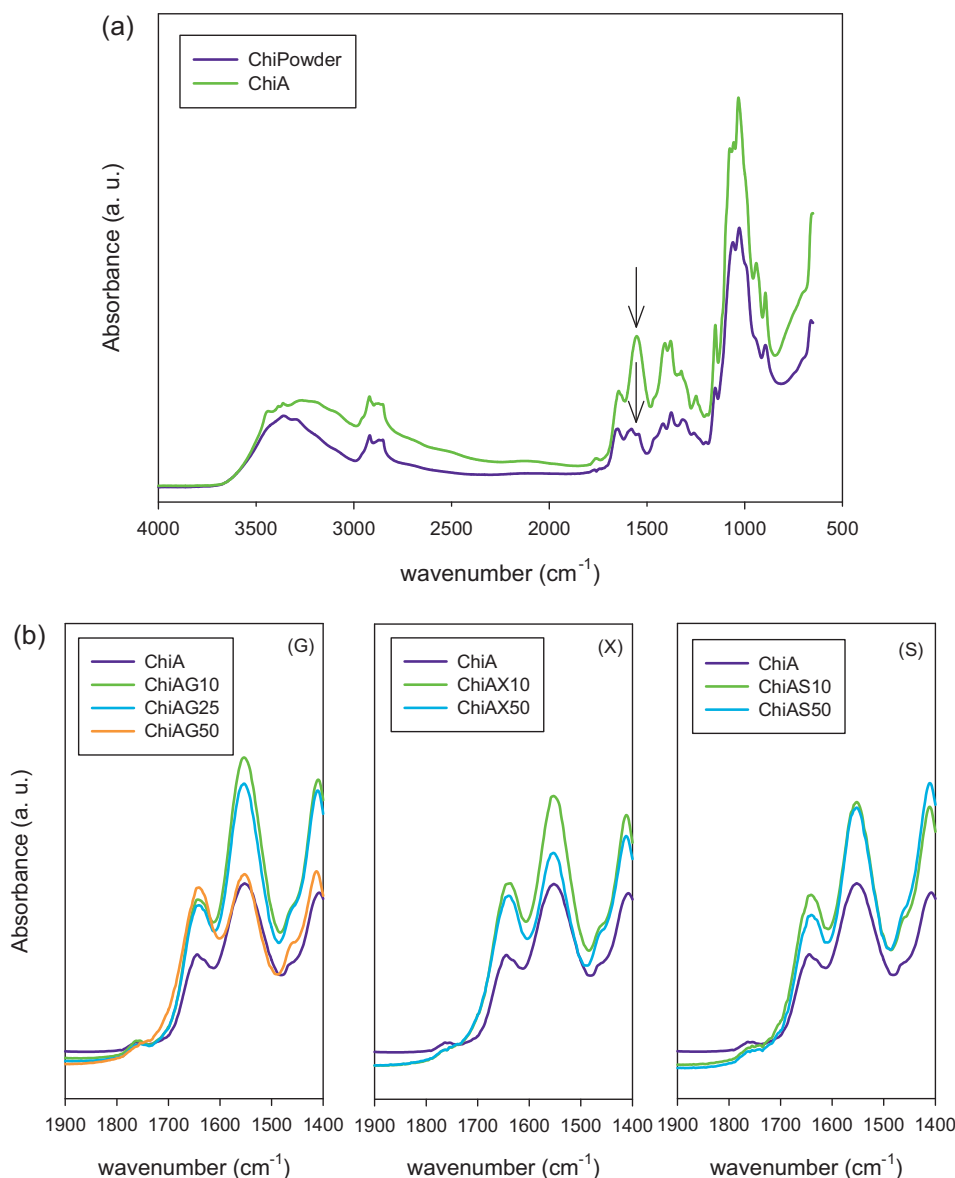 (a)
ChiPowder
ChiA
Absorbance (a. u.)
4000 3500 3000 2500 2000 1500 1000 500
wavenumber (cm⁻¹)
(b)
(G)
ChiA
ChiAG10
ChiAG25
ChiAG50
(X)
ChiA
ChiAX10
ChiAX50
(S)
ChiA
ChiAS10
ChiAS50
Absorbance (a. u.)
1900 1800 1700 1600 1500 1400
1900 1800 1700 1600 1500 1400
1900 1800 1700 1600 1500 1400
wavenumber (cm⁻¹)
wavenumber (cm⁻¹)
wavenumber (cm⁻¹)